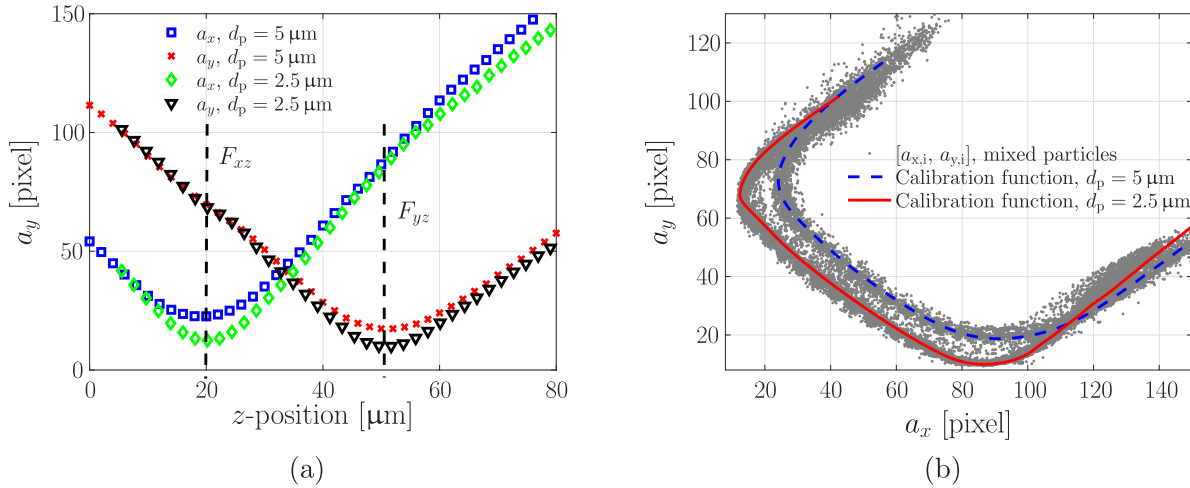 150
100
50
0
a_y [pixel]
a_x, d_p = 5 µm
a_y, d_p = 5 µm
a_x, d_p = 2.5 µm
a_y, d_p = 2.5 µm
F_xz
F_yz
0 20 40 60 80
z-position [µm]
(a)
120
100
80
60
40
20
a_y [pixel]
[a_x,i, a_y,i], mixed particles
Calibration function, d_p = 5 µm
Calibration function, d_p = 2.5 µm
20 40 60 80 100 120 140
a_x [pixel]
(b)